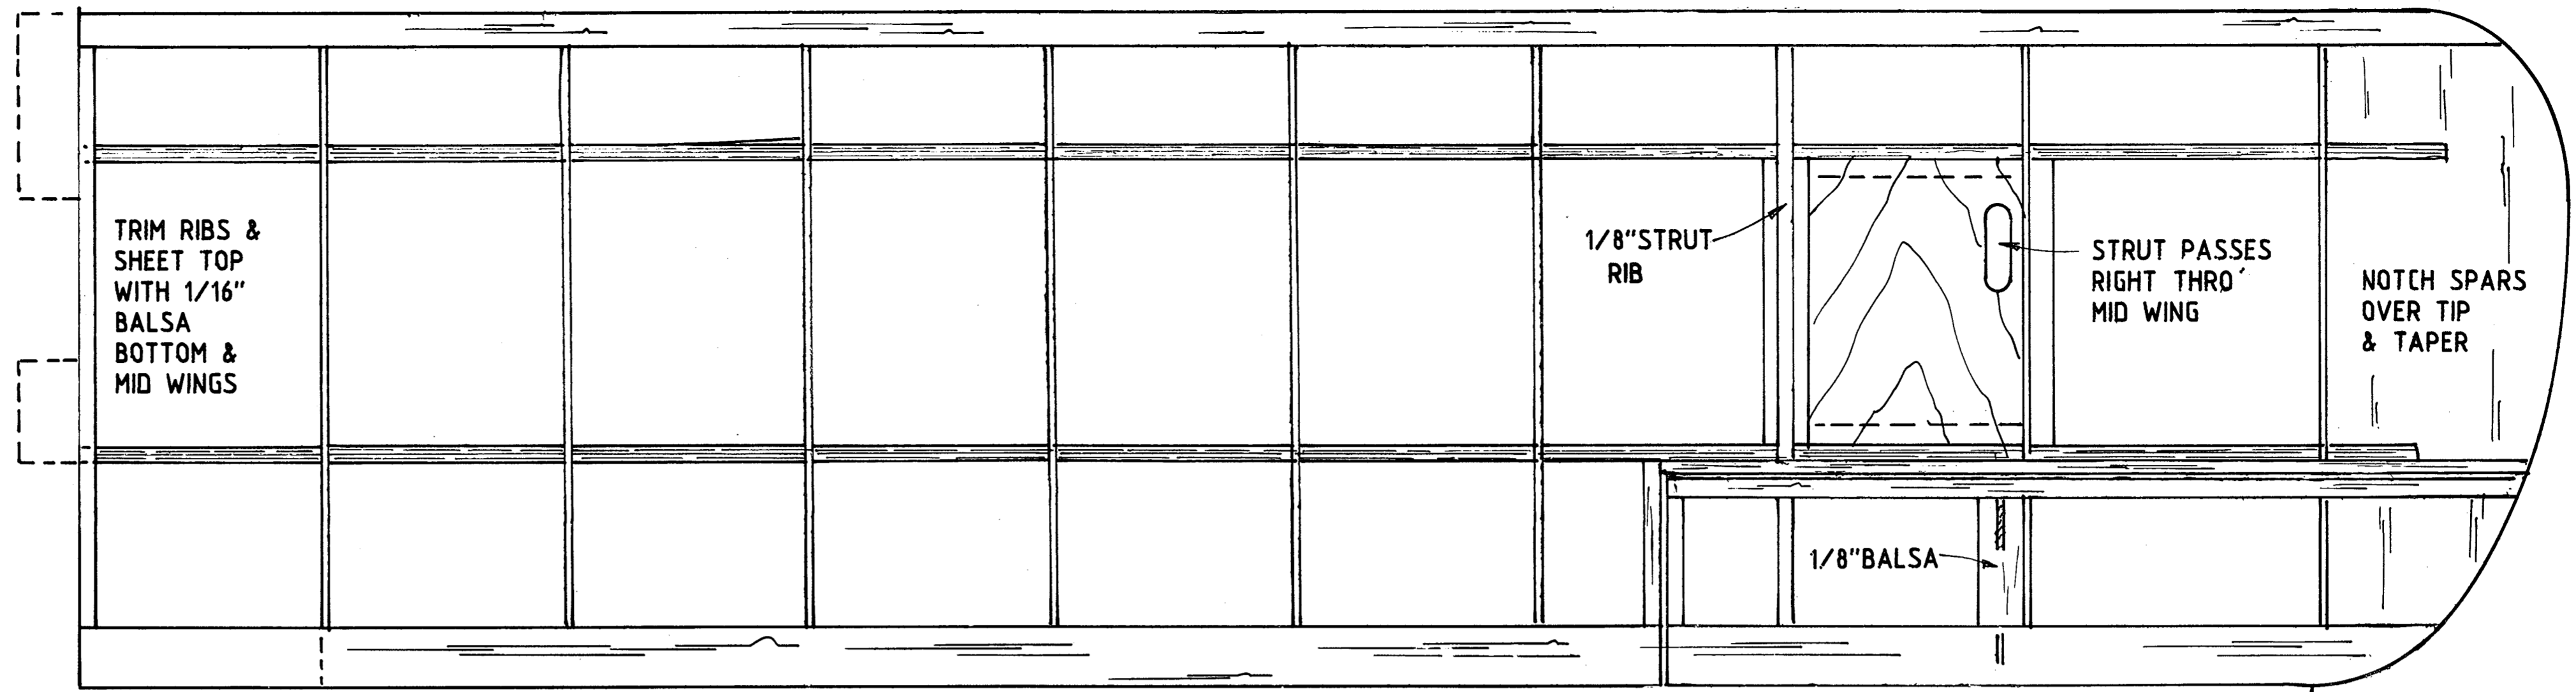 TRIM RIBS &
SHEET TOP
WITH 1/16"
BALSA
BOTTOM &
MID WINGS
1/8"STRUT
RIB
STRUT PASSES
RIGHT THRO'
MID WING
NOTCH SPARS
OVER TIP
& TAPER
1/8"BALSA